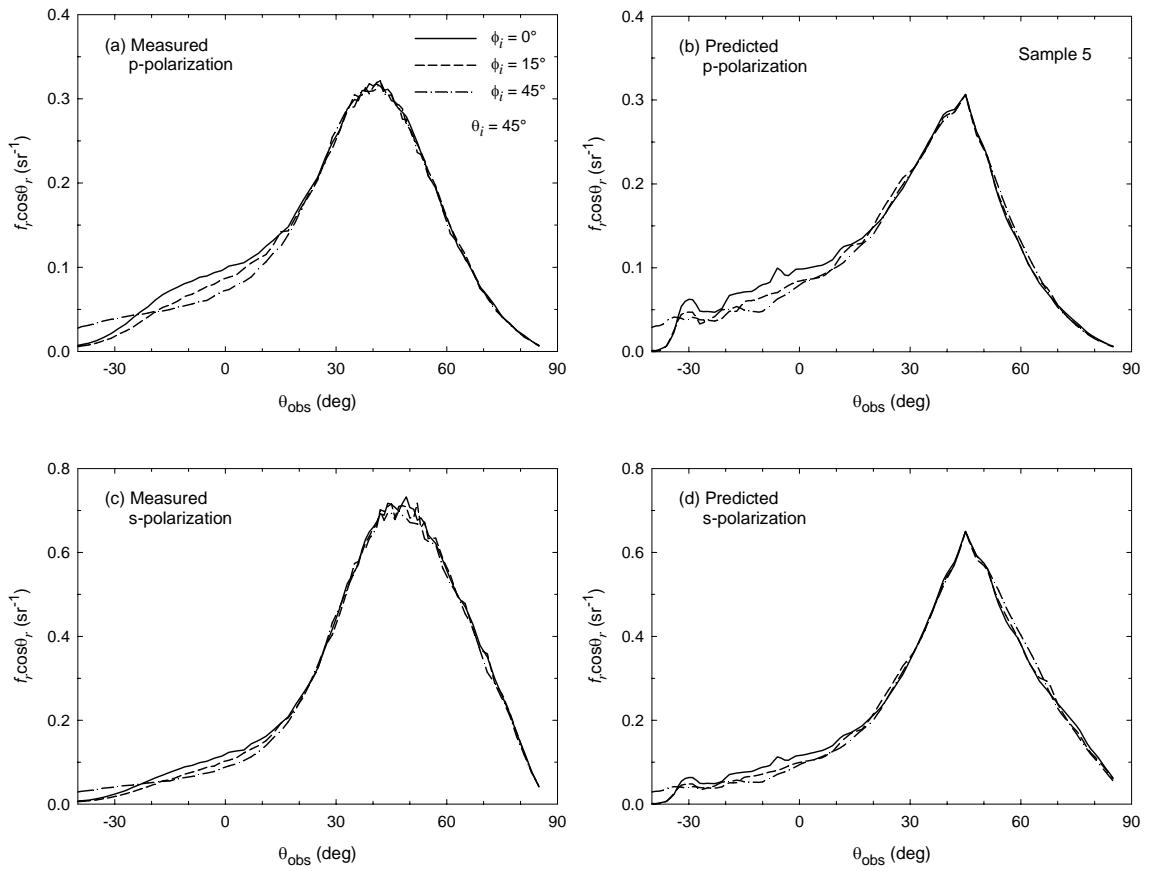 (a) Measured
p-polarization
ϕi = 0°
ϕi = 15°
ϕi = 45°
θi = 45°
0.4
0.3
0.2
0.1
0.0
-30 0 30 60 90
frcosθr (sr-1)
θobs (deg)
(b) Predicted
p-polarization
Sample 5
0.4
0.3
0.2
0.1
0.0
-30 0 30 60 90
frcosθr (sr-1)
θobs (deg)
(c) Measured
s-polarization
0.8
0.6
0.4
0.2
0.0
-30 0 30 60 90
frcosθr (sr-1)
θobs (deg)
(d) Predicted
s-polarization
0.8
0.6
0.4
0.2
0.0
-30 0 30 60 90
frcosθr (sr-1)
θobs (deg)